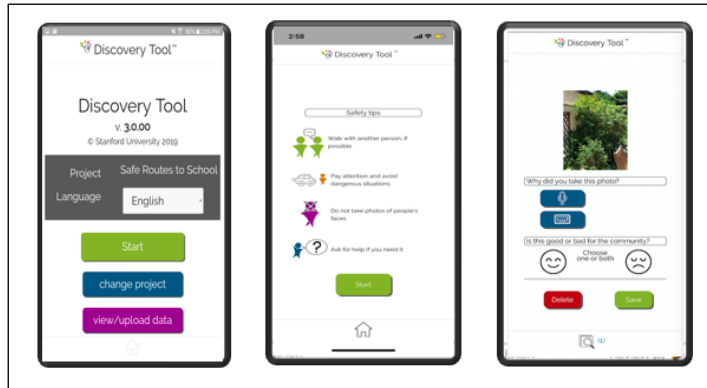 Discovery Tool™
Discovery Tool
v. 3.0.00
© Stanford University 2019
Project Safe Routes to School
Language English
Start
change project
view/upload data
2:58
Discovery Tool™
Safety tips
Walk with another person, if
possible
Pay attention and avoid
dangerous situations
Do not take photos of people's
faces
Ask for help if you need it
Start
Discovery Tool™
Why did you take this photo?
Is this good or bad for the community?
Choose
one or both
Delete
Save
(1)